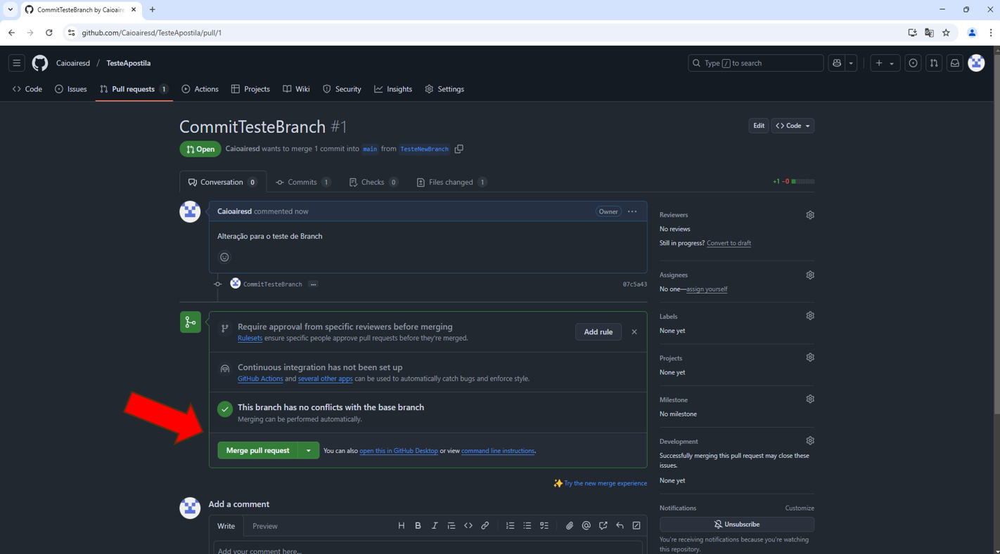 CommitTesteBranch by Caioaire
github.com/Caioairesd/TesteApostila/pull/1
Caioairesd / TesteApostila
Type / to search
Code Issues Pull requests 1 Actions Projects Wiki Security Insights Settings
CommitTesteBranch #1
Edit Code
Open Caioairesd wants to merge 1 commit into main from TesteNewBranch
Conversation 0 Commits 1 Checks 0 Files changed 1
+1 −0
Caioairesd commented now
Owner
Alteração para o teste de Branch
CommitTesteBranch ...
07c5a43
Require approval from specific reviewers before merging
Rulesets ensure specific people approve pull requests before they're merged.
Add rule
Continuous integration has not been set up
GitHub Actions and several other apps can be used to automatically catch bugs and enforce style.
This branch has no conflicts with the base branch
Merging can be performed automatically.
Merge pull request
You can also open this in GitHub Desktop or view command line instructions.
Try the new merge experience
Add a comment
Write Preview
Add your comment here...
Reviewers
No reviews
Still in progress? Convert to draft
Assignees
No one—assign yourself
Labels
None yet
Projects
None yet
Milestone
No milestone
Development
Successfully merging this pull request may close these
issues.
None yet
Notifications Customize
Unsubscribe
You're receiving notifications because you're watching
this repository.